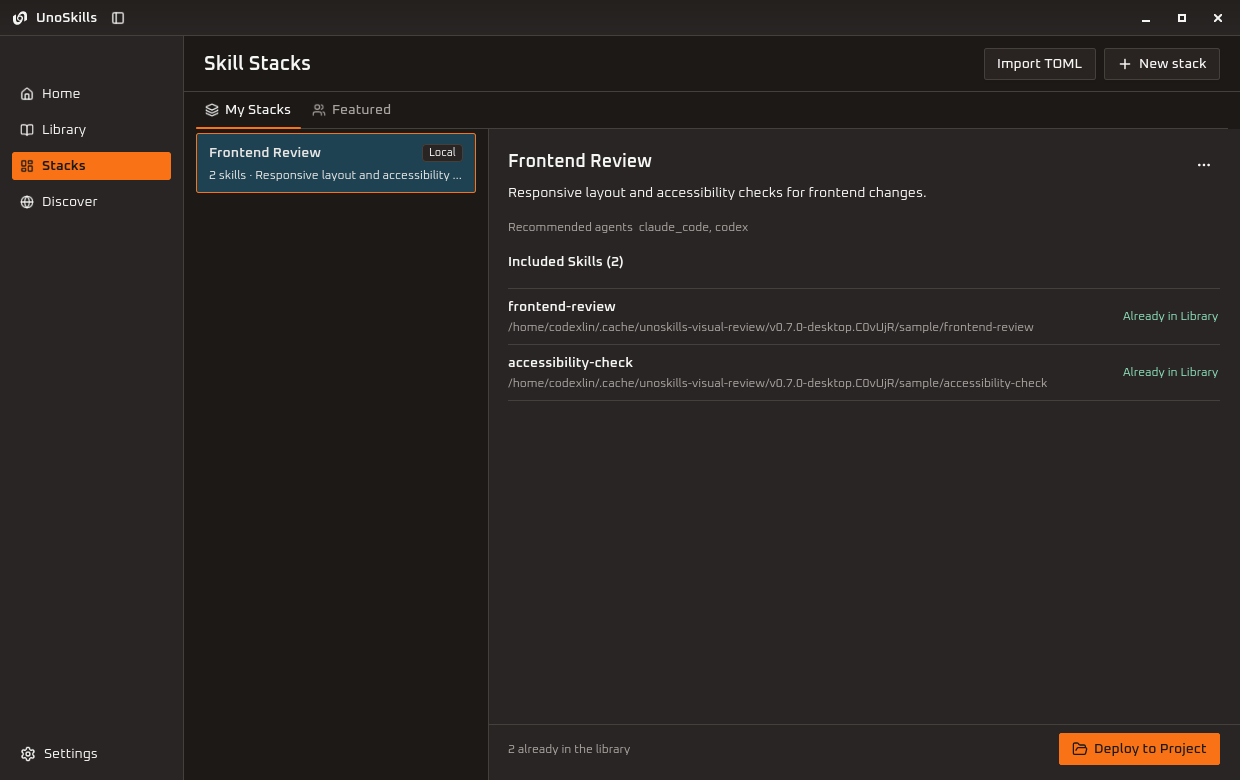 UnoSkills
Skill Stacks
Import TOML
New stack
Home
Library
Stacks
Discover
Settings
My Stacks
Featured
Frontend Review
Local
2 skills · Responsive layout and accessibility ...
Frontend Review
Responsive layout and accessibility checks for frontend changes.
Recommended agents claude_code, codex
Included Skills (2)
frontend-review
/home/codexlin/.cache/unoskills-visual-review/v0.7.0-desktop.C0vUjR/sample/frontend-review
Already in Library
accessibility-check
/home/codexlin/.cache/unoskills-visual-review/v0.7.0-desktop.C0vUjR/sample/accessibility-check
Already in Library
2 already in the library
Deploy to Project